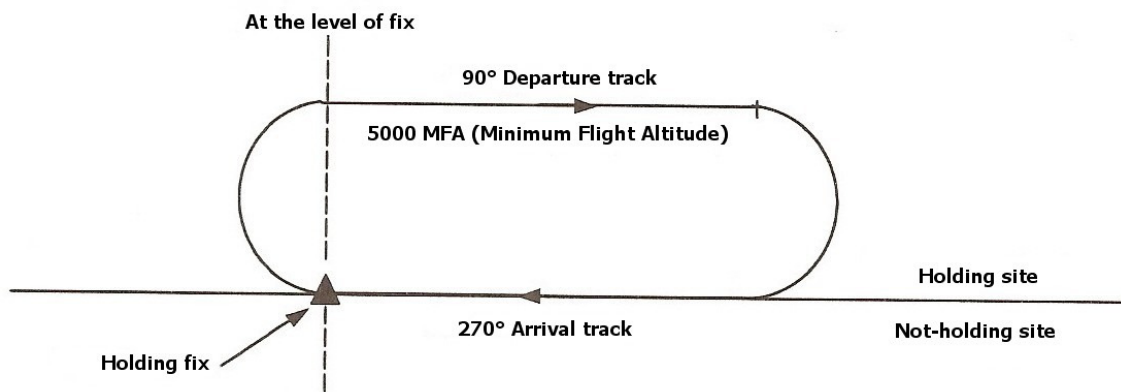 At the level of fix
90° Departure track
5000 MFA (Minimum Flight Altitude)
Holding site
270° Arrival track
Not-holding site
Holding fix